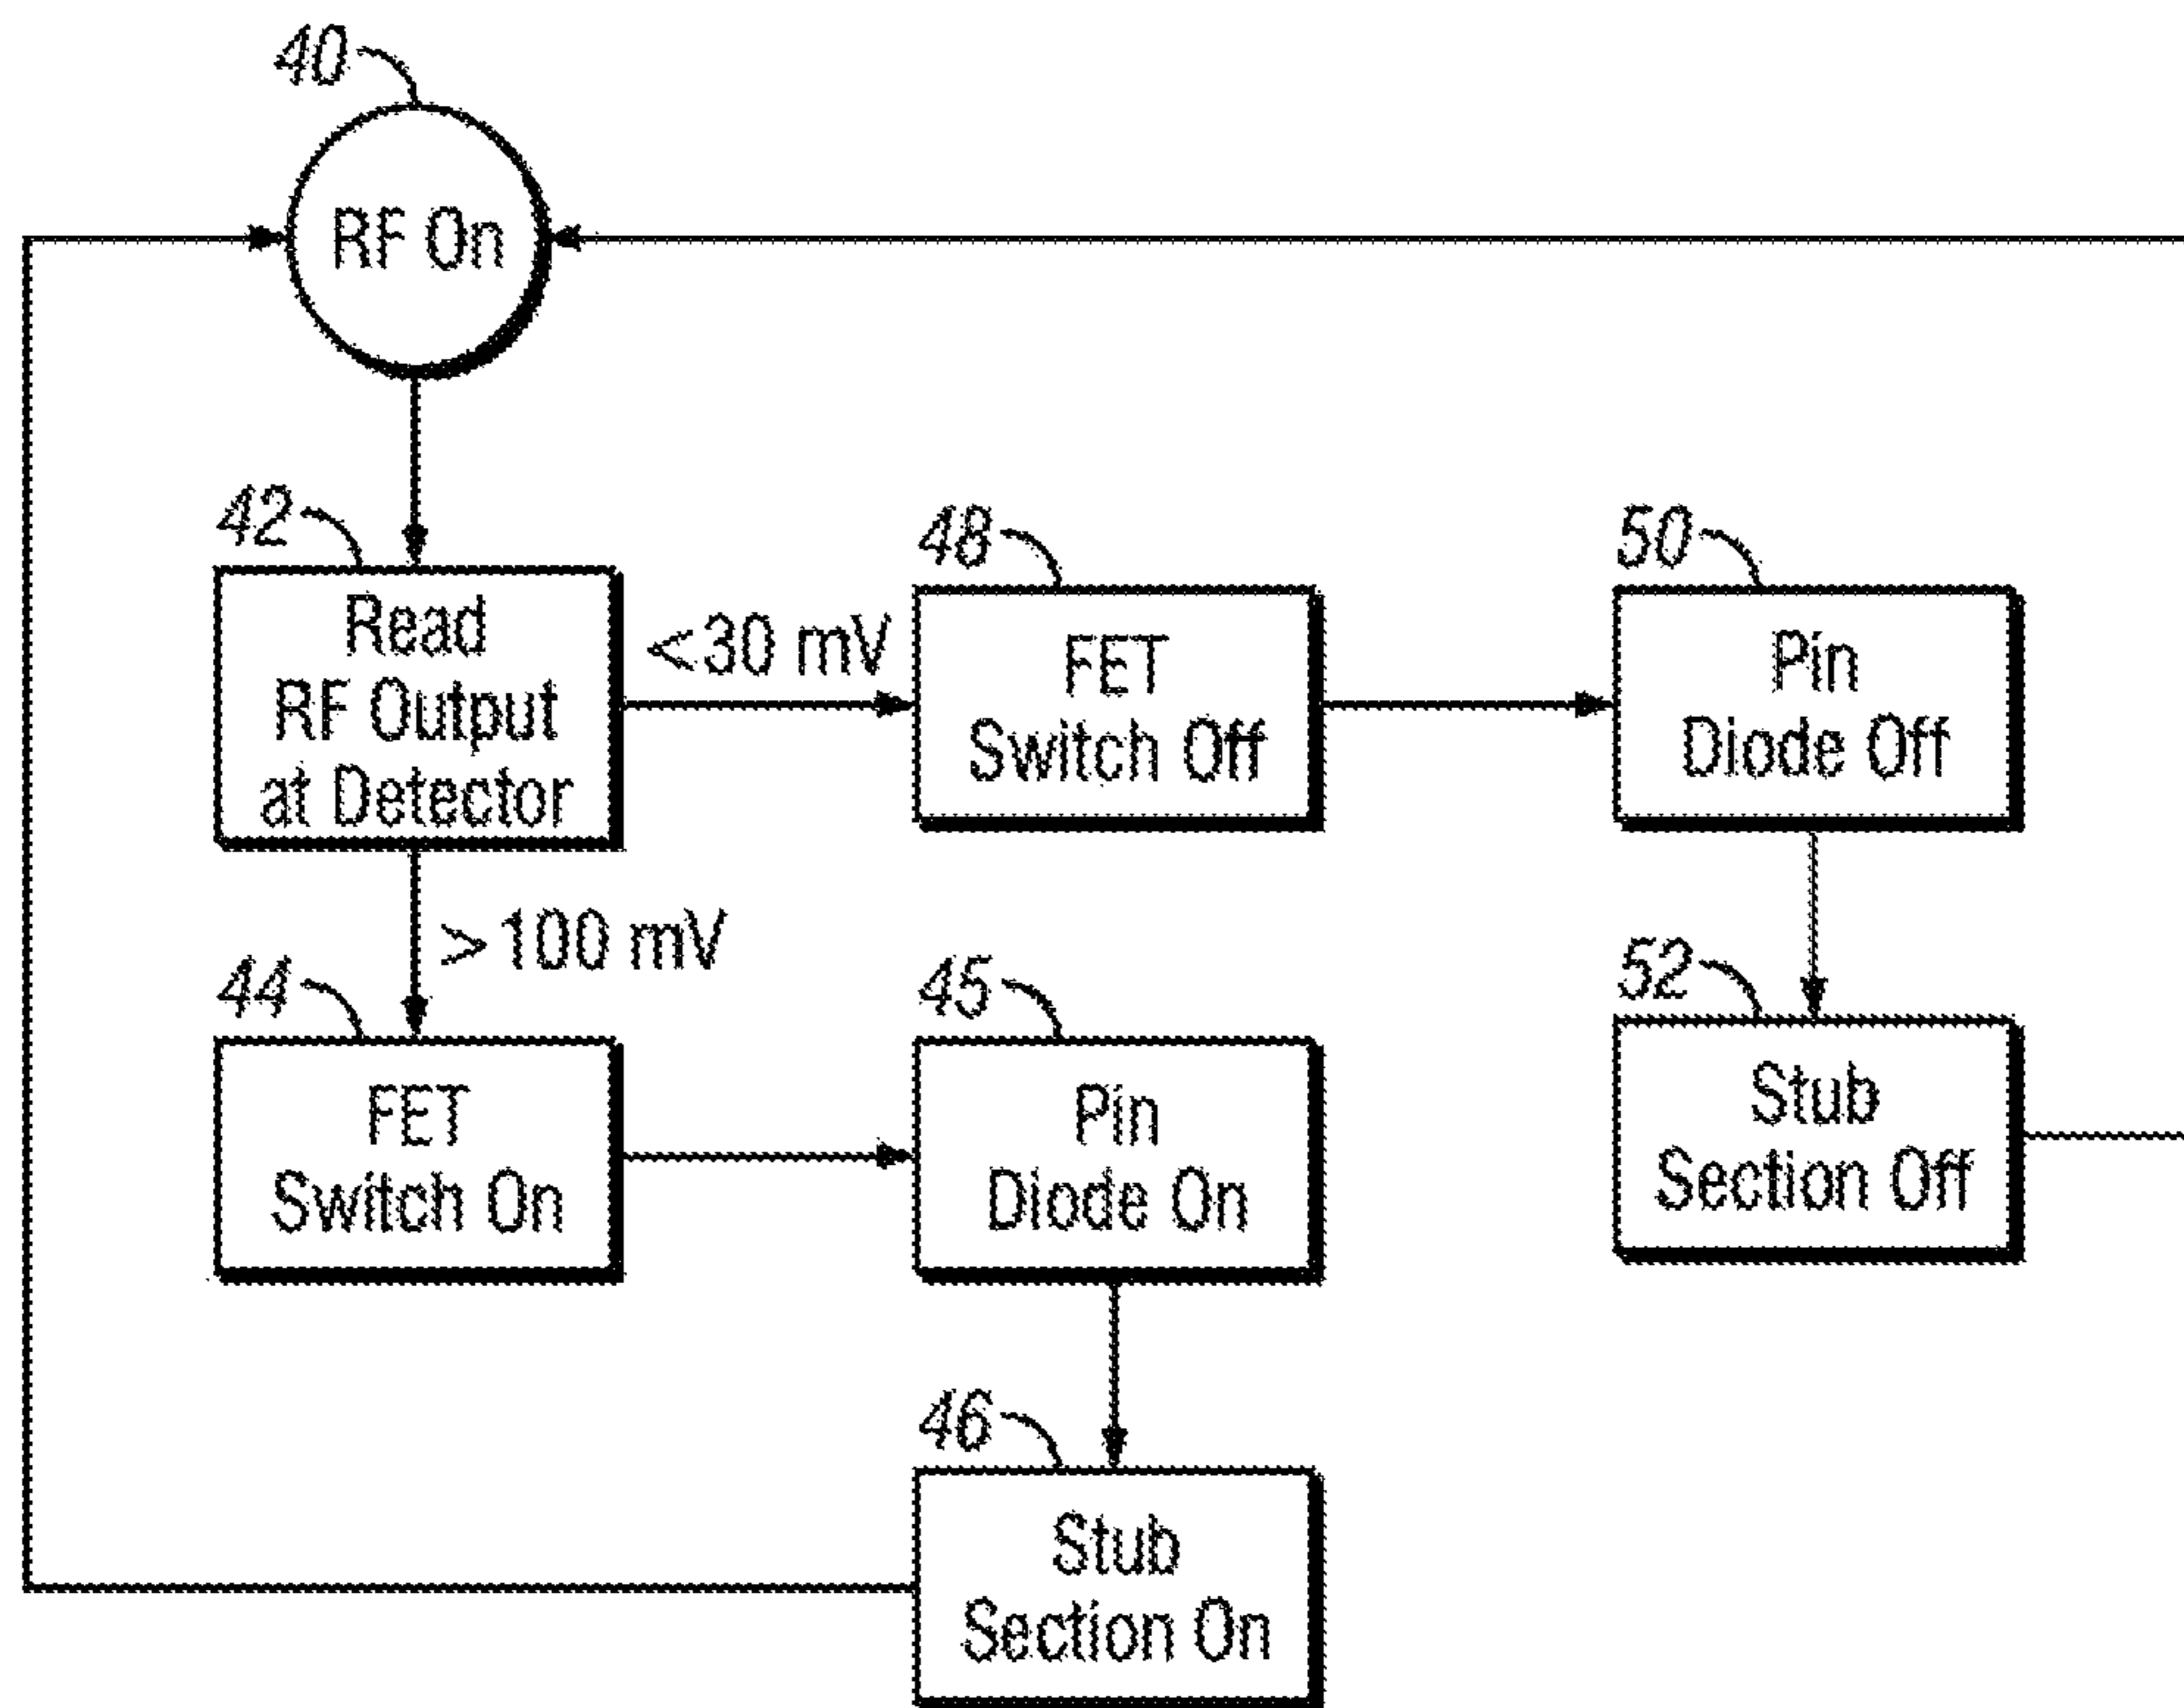 40
RF On
42
Read
RF Output
at Detector
<30 mV
48
FET
Switch Off
50
Pin
Diode Off
>100 mV
44
FET
Switch On
45
Pin
Diode On
52
Stub
Section Off
46
Stub
Section On